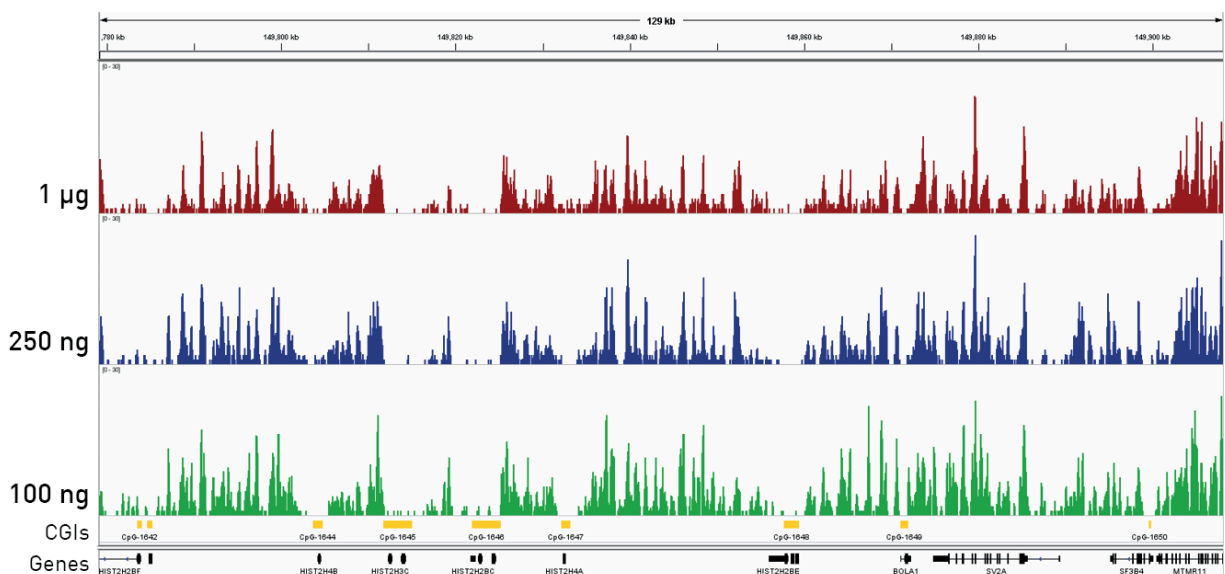 129 kb
,780 kb 149,800 kb 149,820 kb 149,840 kb 149,860 kb 149,880 kb 149,900 kb
[0 - 30]
1 µg
[0 - 30]
250 ng
[0 - 30]
100 ng
CGIs
CpG-1642 CpG-1644 CpG-1645 CpG-1646 CpG-1647 CpG-1648 CpG-1649 CpG-1650
Genes
HIST2H2BF HIST2H4B HIST2H3C HIST2H2BC HIST2H4A HIST2H2BE BOLA1 SV2A SF3B4 MTMR11